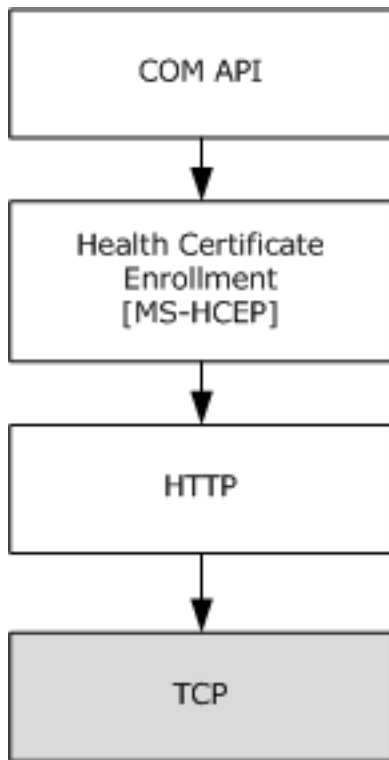 COM API
Health Certificate
Enrollment
[MS-HCEP]
HTTP
TCP